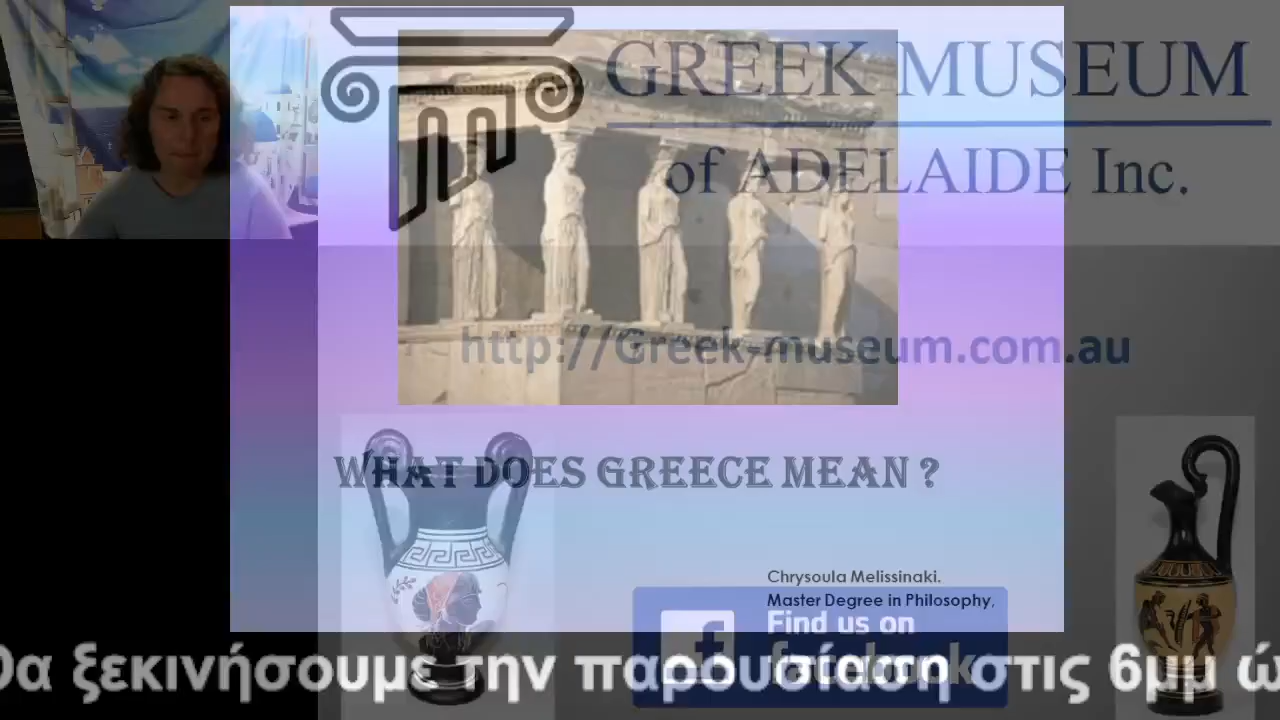 GREEK MUSEUM
of ADELAIDE Inc.
http://Greek-museum.com.au
WHAT DOES GREECE MEAN ?
Chrysoula Melissinaki.
Master Degree in Philosophy,
Find us on
facebook
θα ξεκινήσουμε την παρουσίαση στις 6μμ